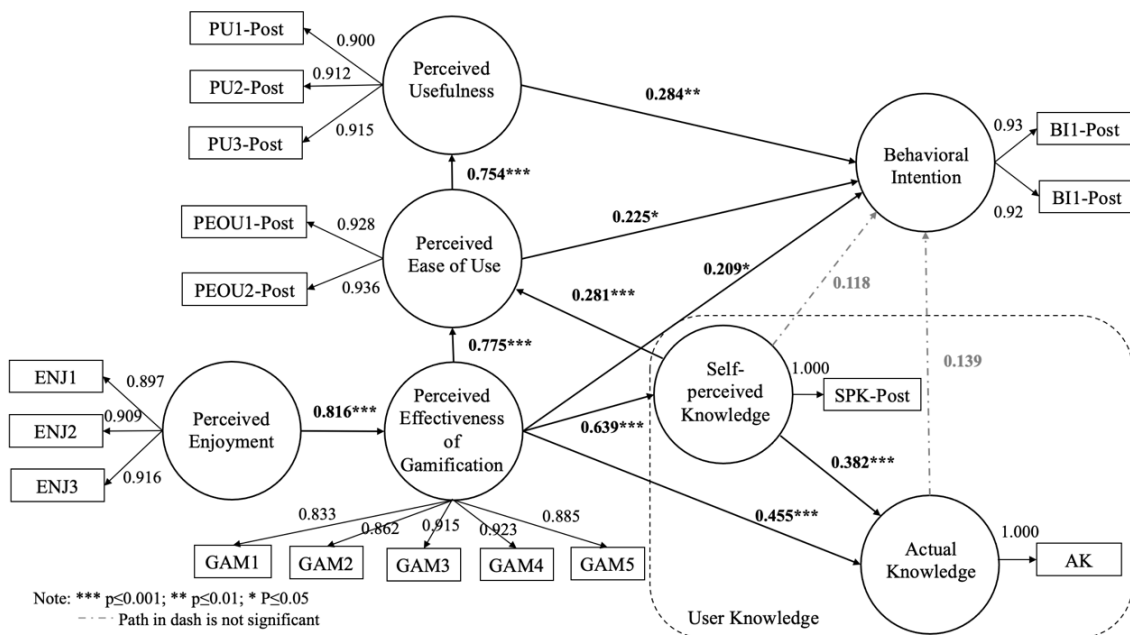 PU1-Post
0.900
PU2-Post
0.912
PU3-Post
0.915
Perceived
Usefulness
0.284**
0.754***
Behavioral
Intention
0.93
BI1-Post
0.92
BI1-Post
PEOU1-Post
0.928
PEOU2-Post
0.936
Perceived
Ease of Use
0.225*
0.209*
0.281***
0.118
0.139
0.775***
ENJ1
0.897
ENJ2
0.909
ENJ3
0.916
Perceived
Enjoyment
0.816***
Perceived
Effectiveness
of
Gamification
0.639***
0.455***
Self-
perceived
Knowledge
1.000
SPK-Post
0.382***
Actual
Knowledge
1.000
AK
0.833
0.862
0.915
0.923
0.885
GAM1
GAM2
GAM3
GAM4
GAM5
Note: *** p≤0.001; ** p≤0.01; * P≤0.05
Path in dash is not significant
User Knowledge